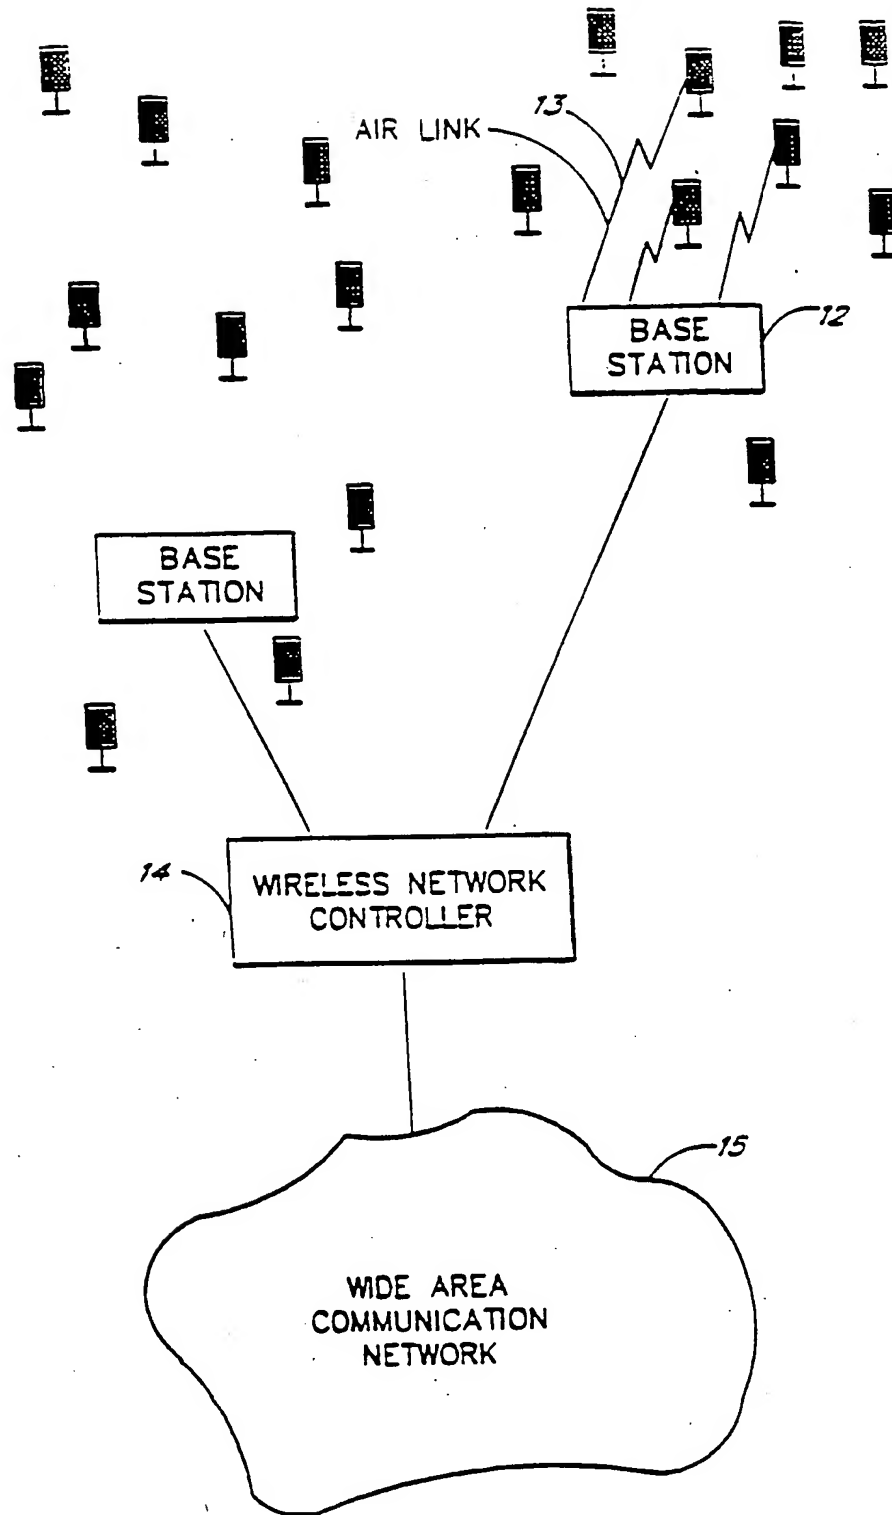 13
AIR LINK
BASE
STATION
12
BASE
STATION
14
WIRELESS NETWORK
CONTROLLER
15
WIDE AREA
COMMUNICATION
NETWORK